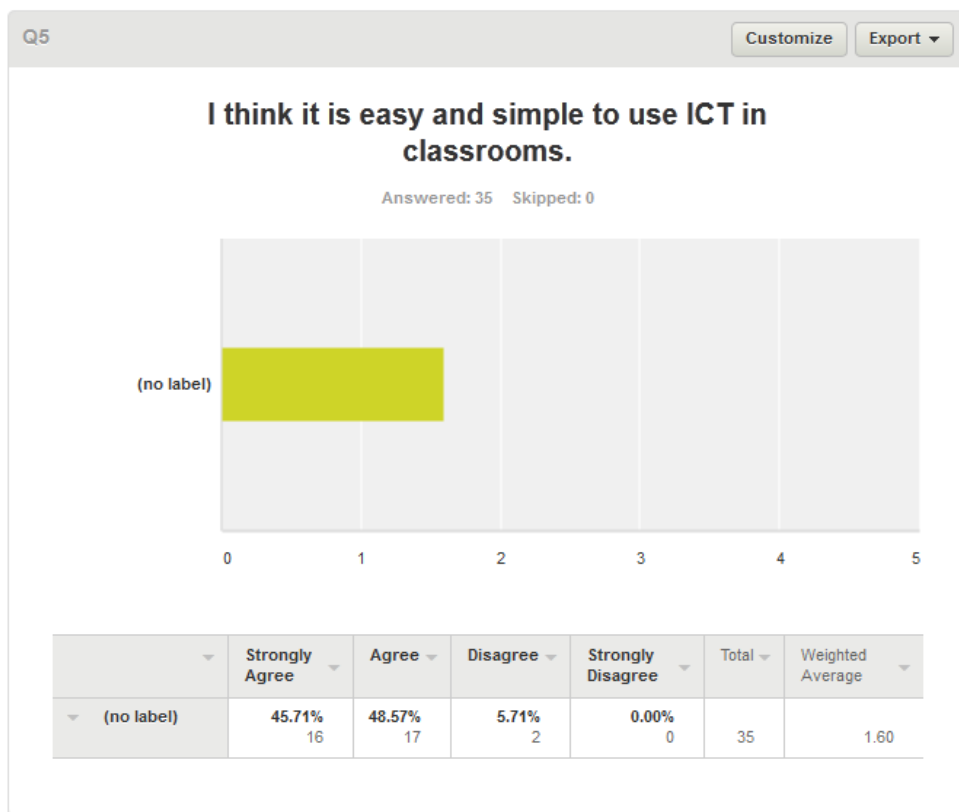 Q5 Customize Export
I think it is easy and simple to use ICT in
classrooms.
Answered: 35 Skipped: 0
(no label)
0 1 2 3 4 5
Strongly Agree Agree Disagree Strongly Disagree Total Weighted Average
(no label) 45.71% 48.57% 5.71% 0.00%
16 17 2 0 35 1.60